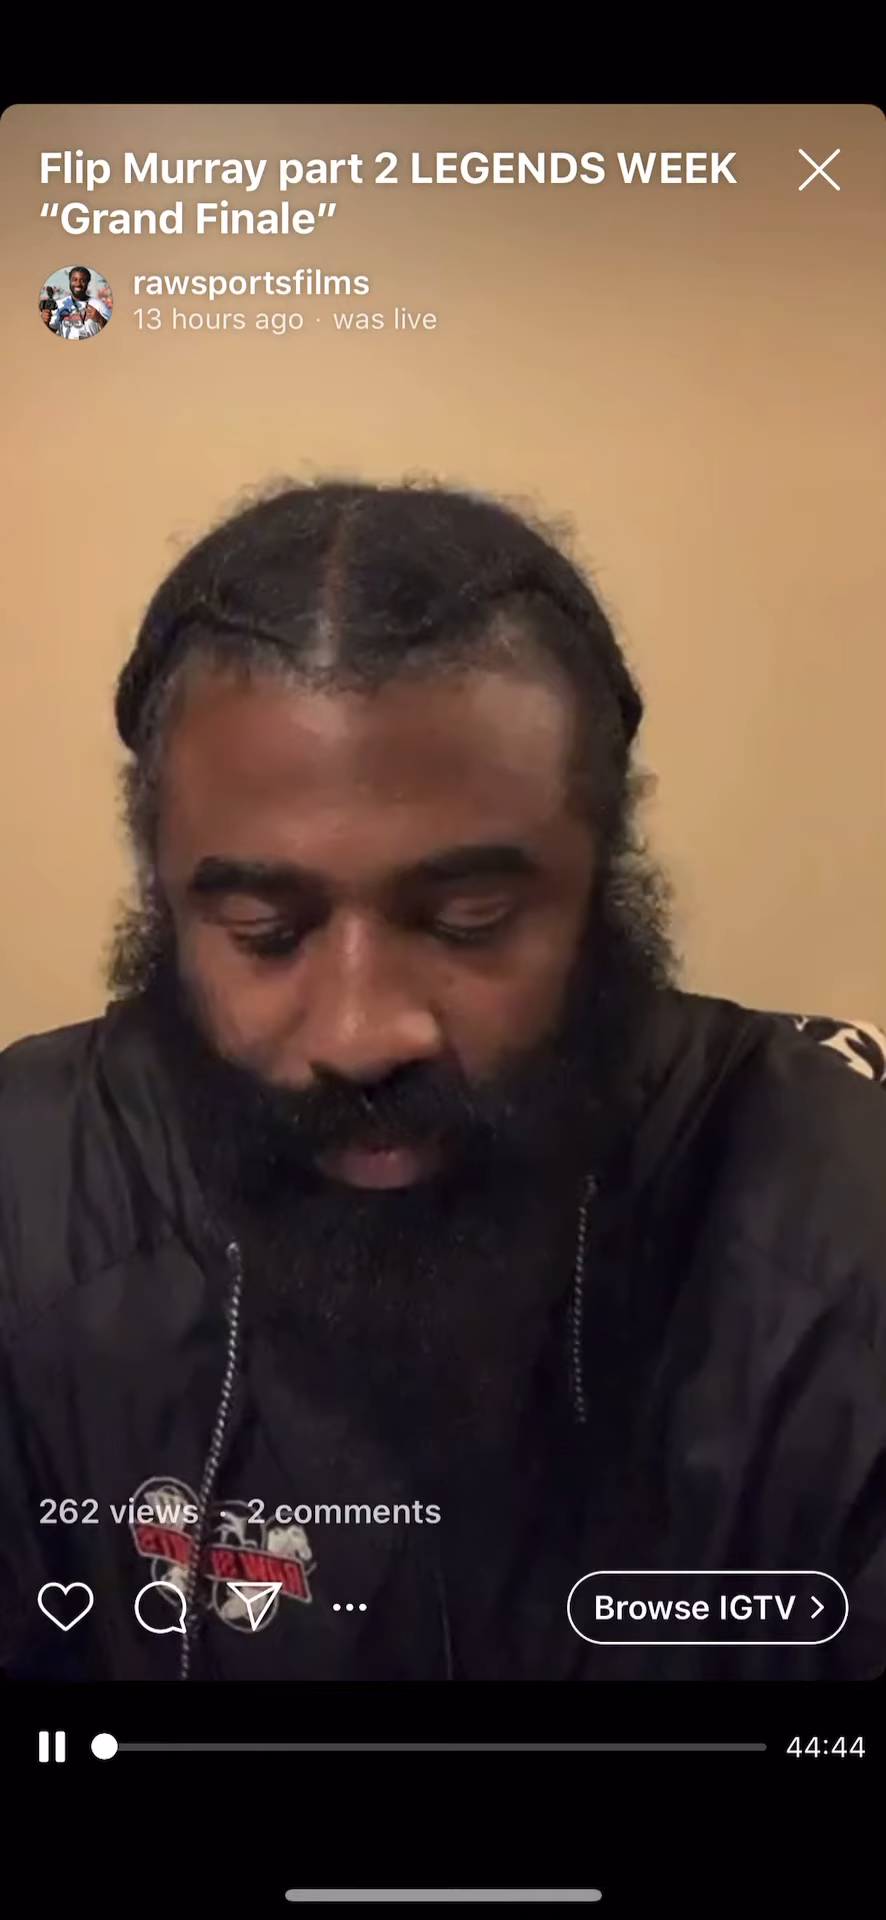 Flip Murray part 2 LEGENDS WEEK
“Grand Finale”
rawsportsfilms
13 hours ago · was live
262 views · 2 comments
Browse IGTV >
44:44